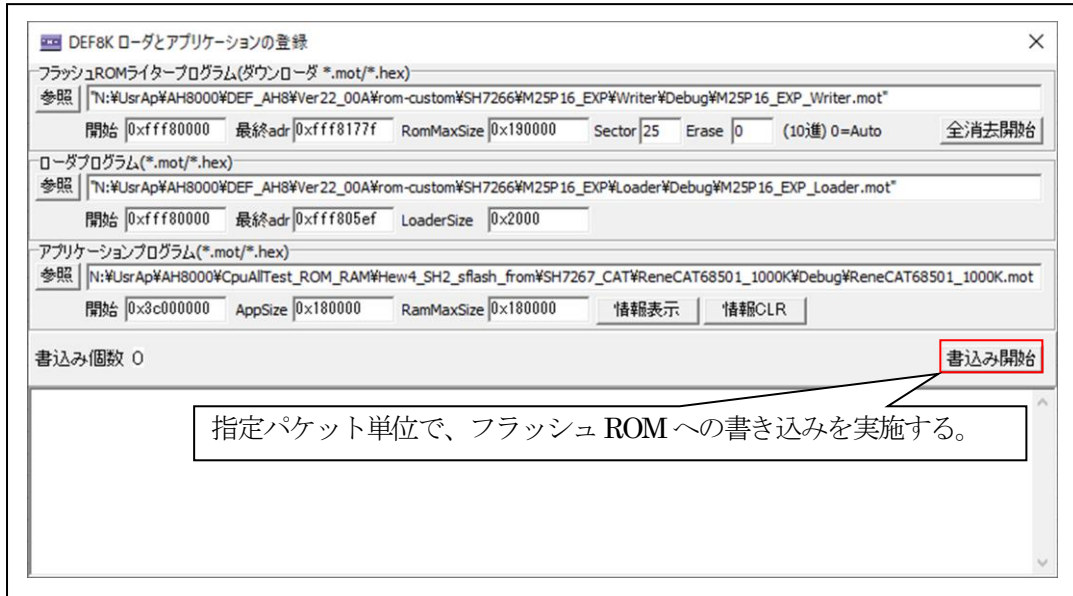 DEF8K ローダとアプリケーションの登録
フラッシュROMライタープログラム(ダウンローダ *.mot/*.hex)
参照 "N:¥UsrAp¥AH8000¥DEF_AH8¥Ver22_00A¥rom-custom¥SH7266¥M25P16_EXP¥Writer¥Debug¥M25P16_EXP_Writer.mot"
開始 0xfff80000 最終adr 0xfff8177f RomMaxSize 0x190000 Sector 25 Erase 0 (10進) 0=Auto 全消去開始
ローダプログラム(*.mot/*.hex)
参照 "N:¥UsrAp¥AH8000¥DEF_AH8¥Ver22_00A¥rom-custom¥SH7266¥M25P16_EXP¥Loader¥Debug¥M25P16_EXP_Loader.mot"
開始 0xfff80000 最終adr 0xfff805ef LoaderSize 0x2000
アプリケーションプログラム(*.mot/*.hex)
参照 N:¥UsrAp¥AH8000¥CpuAllTest_ROM_RAM¥Hew4_SH2_sflash_from¥SH7267_CAT¥ReneCAT68501_1000K¥Debug¥ReneCAT68501_1000K.mot
開始 0x3c000000 AppSize 0x180000 RamMaxSize 0x180000 情報表示 情報CLR
書込み個数 0 書込み開始
指定パケット単位で、フラッシュ ROM への書き込みを実施する。